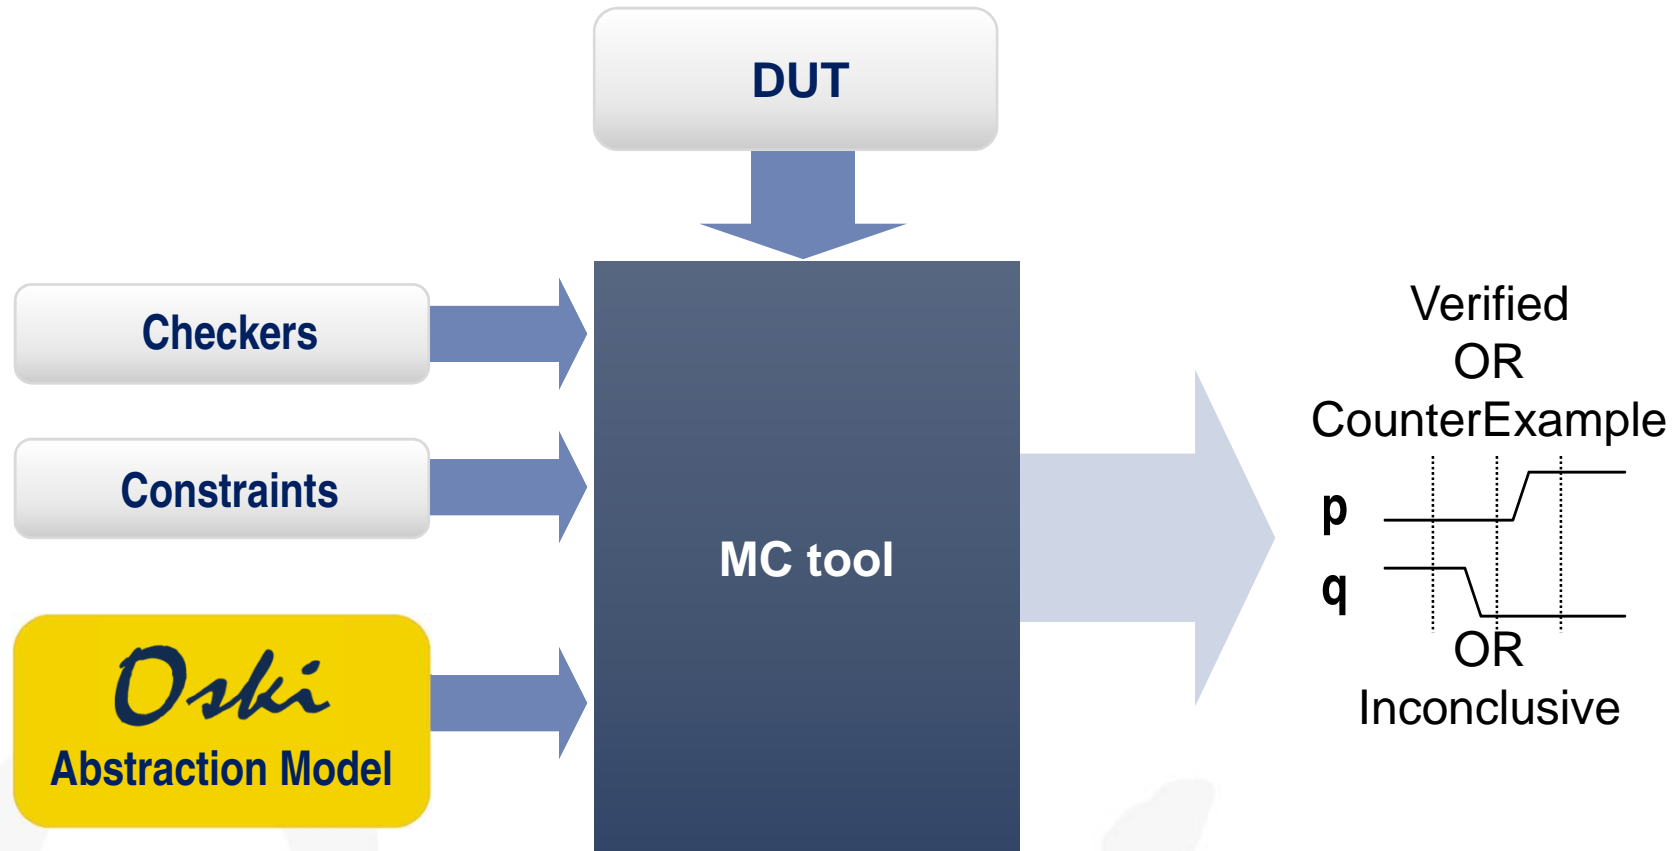 DUT
Checkers
Constraints
Oski
Abstraction Model
MC tool
Verified
OR
CounterExample
p
q
OR
Inconclusive